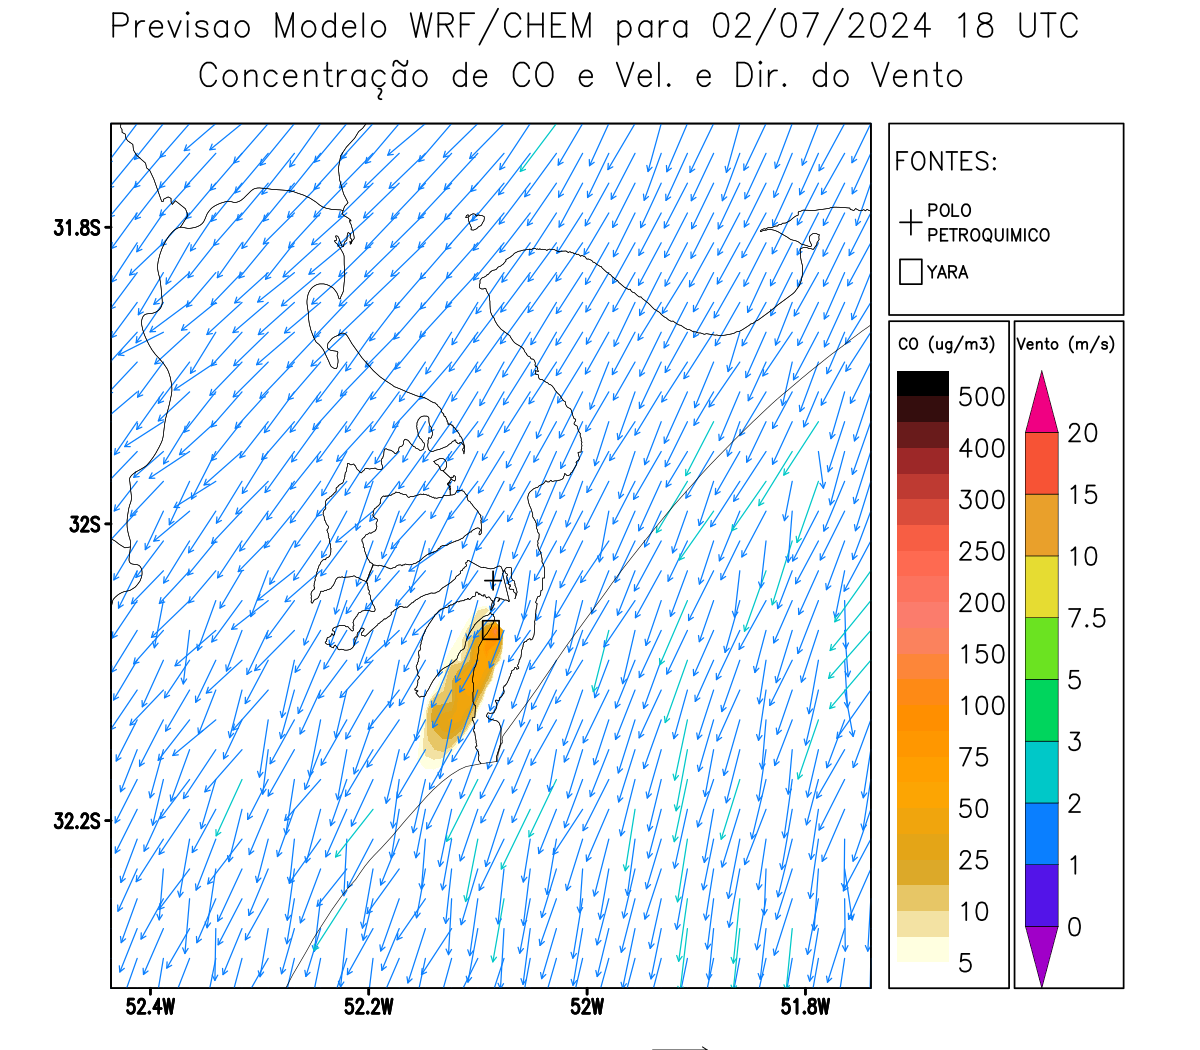 Previsao Modelo WRF/CHEM para 02/07/2024 18 UTC
Concentração de CO e Vel. e Dir. do Vento
FONTES:
POLO
PETROQUIMICO
YARA
CO (ug/m3)
500
400
300
250
200
150
100
75
50
25
10
5
Vento (m/s)
20
15
10
7.5
5
3
2
1
0
31.8S
32S
32.2S
52.4W
52.2W
52W
51.8W